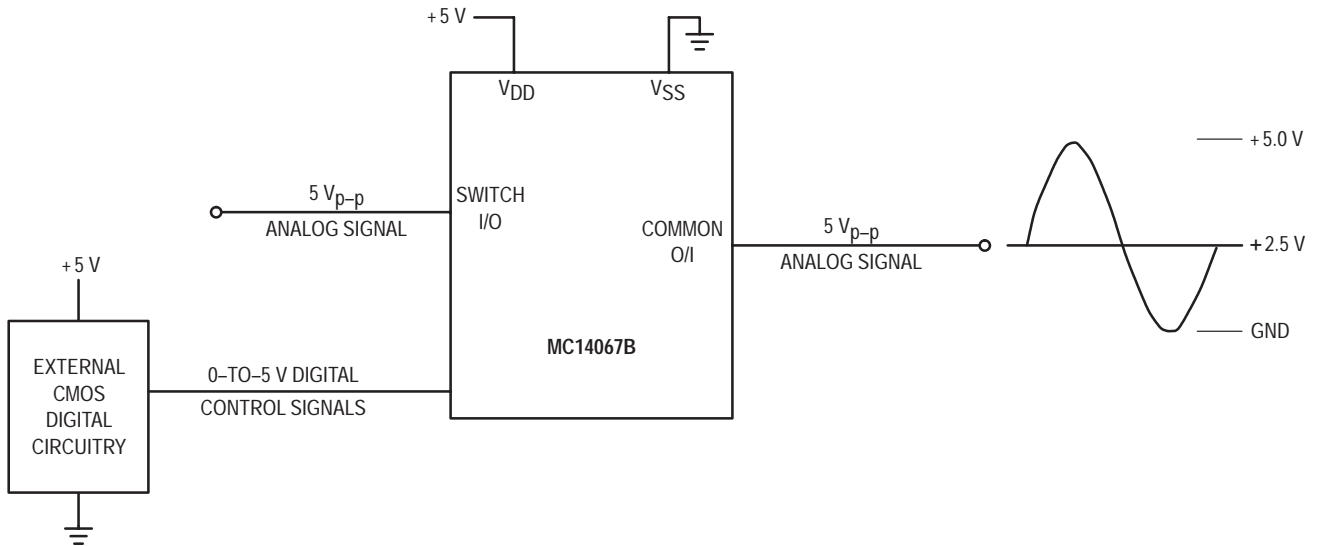 +5 V
VDD
VSS
+5.0 V
5 Vp–p
ANALOG SIGNAL
SWITCH
I/O
COMMON
O/I
5 Vp–p
ANALOG SIGNAL
+2.5 V
+5 V
GND
MC14067B
EXTERNAL
CMOS
DIGITAL
CIRCUITRY
0–TO–5 V DIGITAL
CONTROL SIGNALS